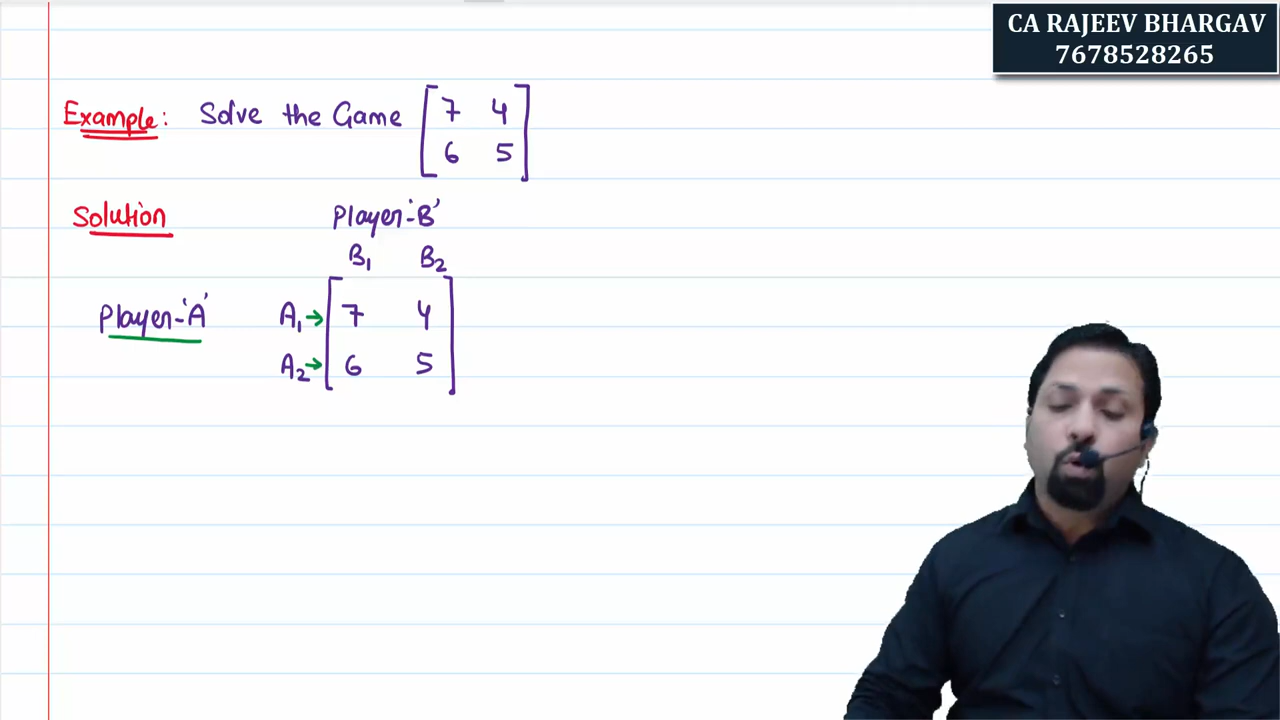 CA RAJEEV BHARGAV
7678528265
Example: Solve the Game [7 4
6 5]
Solution Player-'B'
B1 B2
Player-'A' A1→ [7 4
A2→ 6 5]